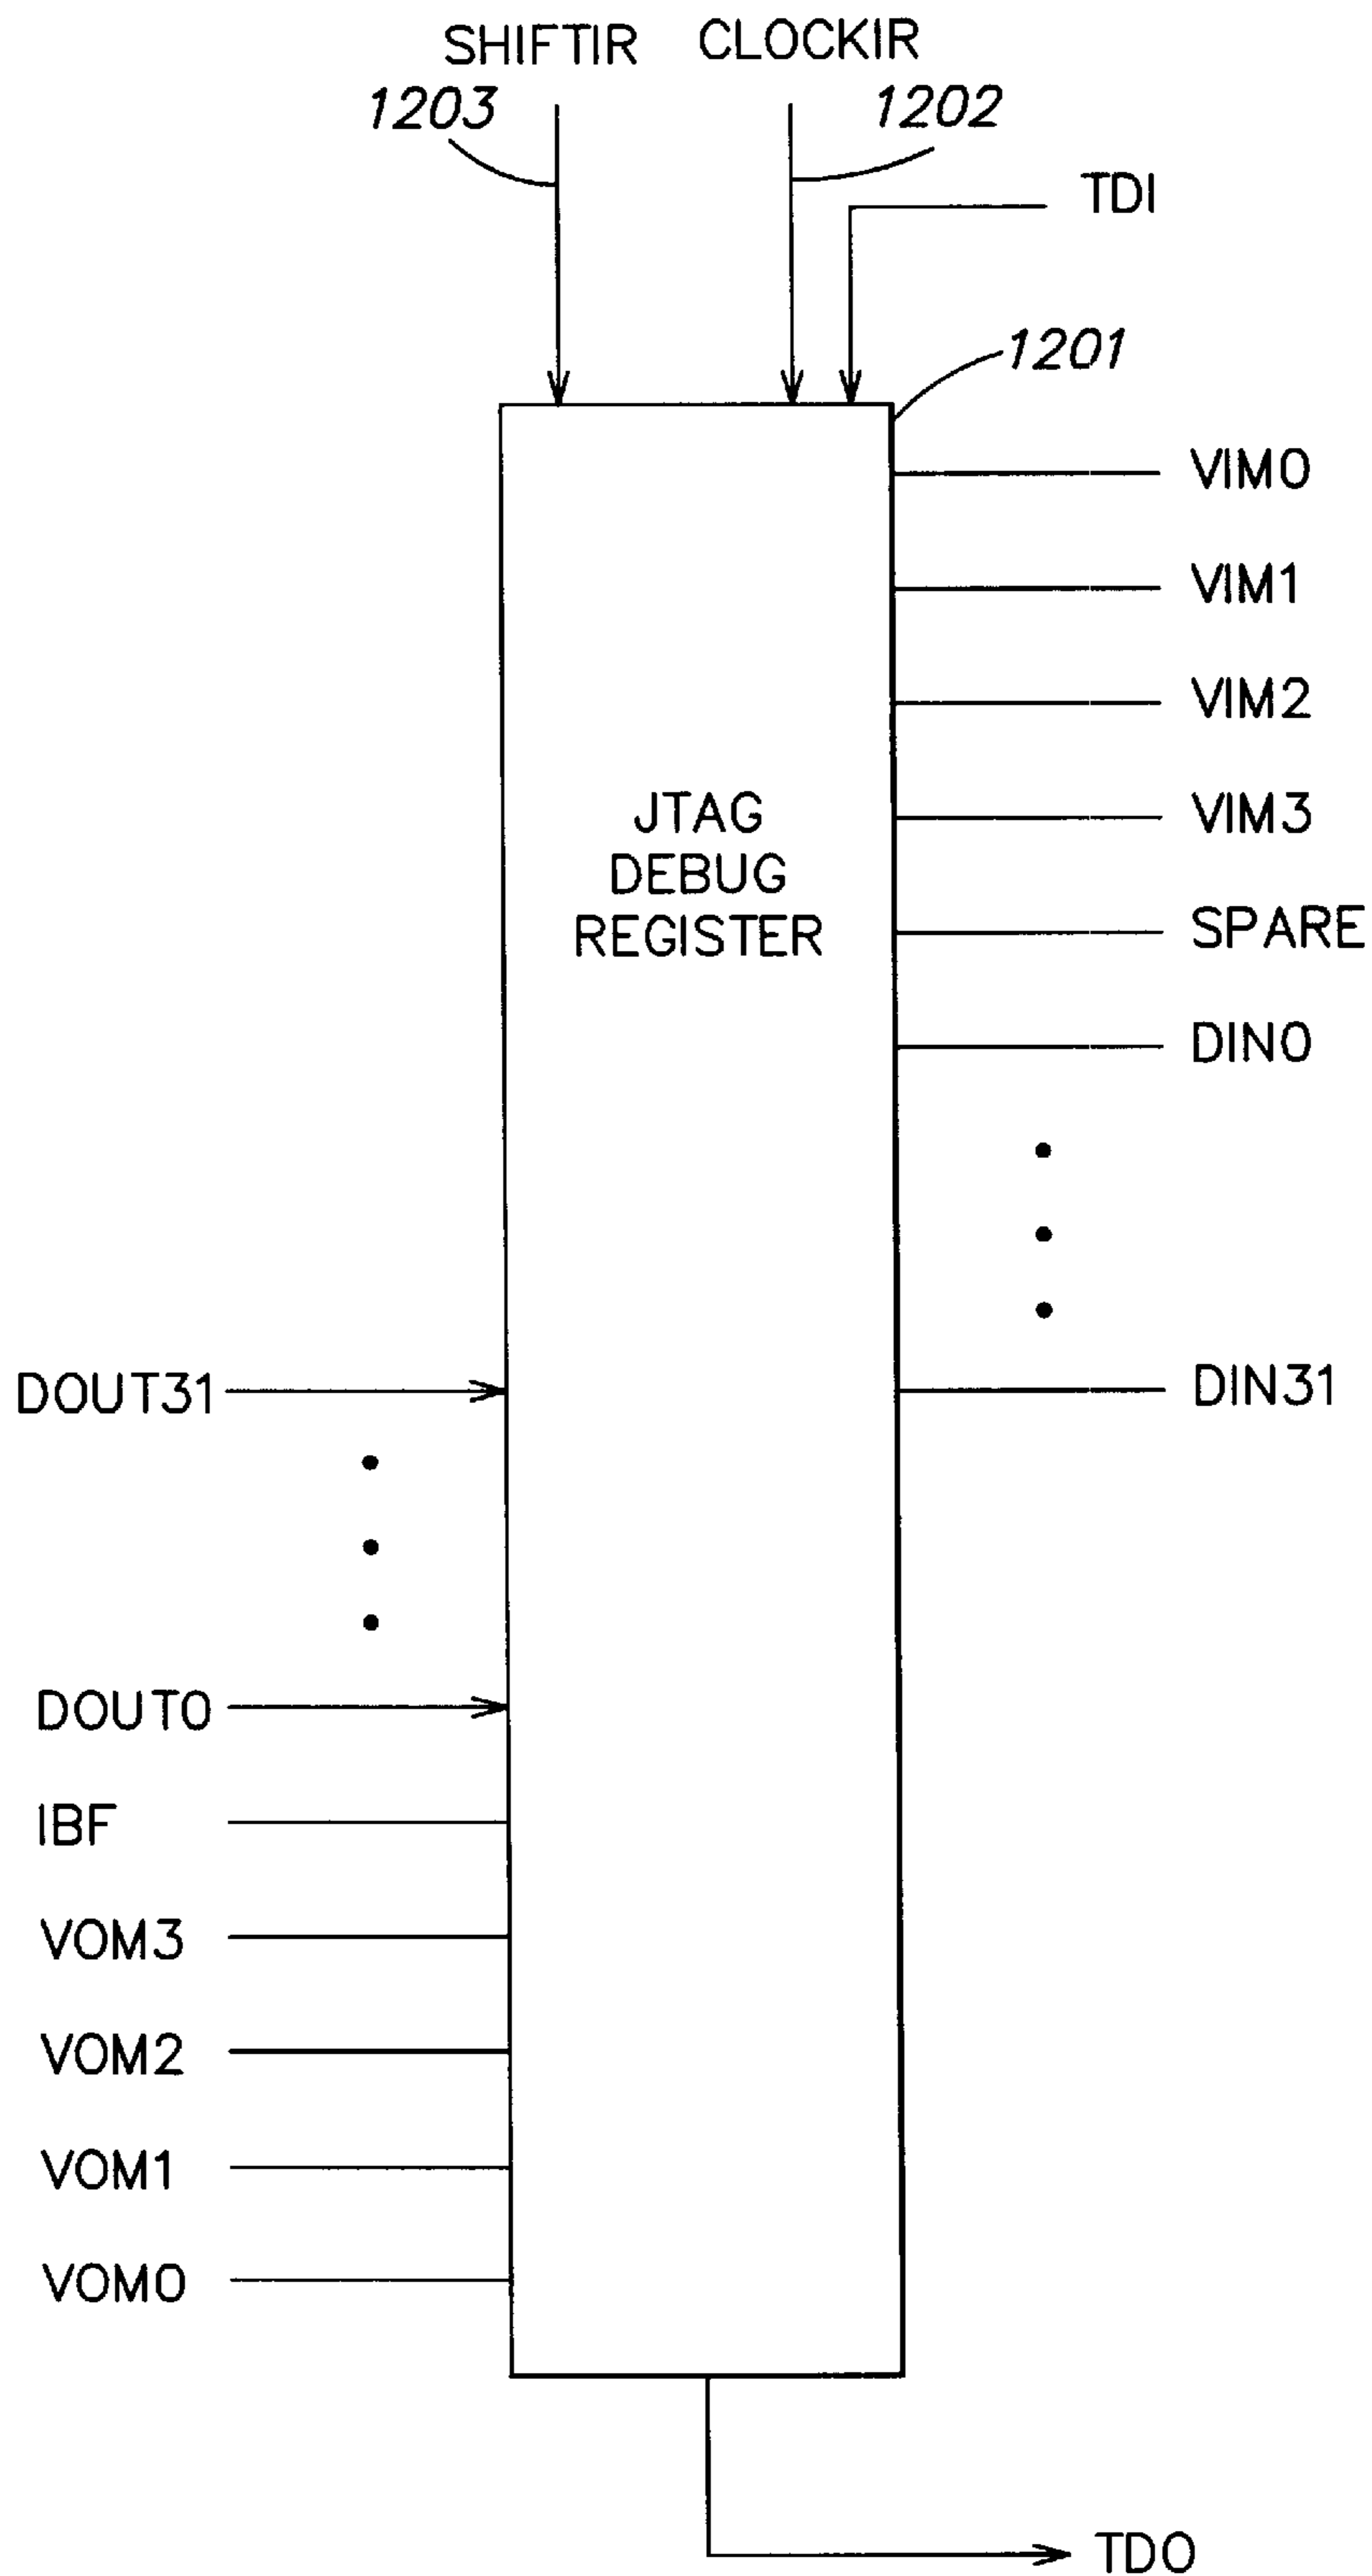 SHIFTIR
CLOCKIR
1203
1202
TDI
1201
VIM0
VIM1
VIM2
VIM3
JTAG
DEBUG
REGISTER
SPARE
DIN0
DOUT31
DIN31
DOUT0
IBF
VOM3
VOM2
VOM1
VOM0
TDO